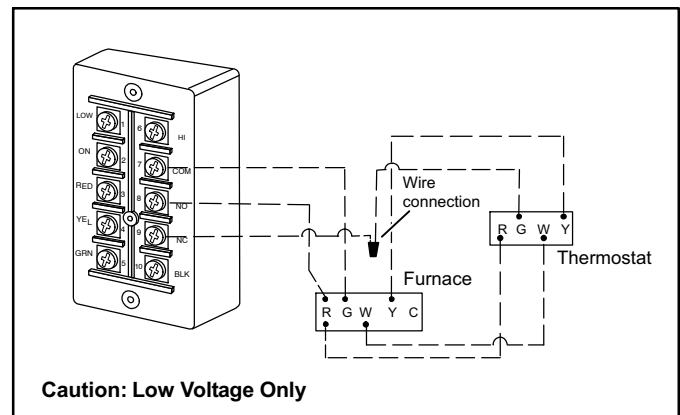 LOW 1 6 HI
ON 2 7 COM
RED 3 8 NO
YEL 4 9 NC
GRN 5 10 BLK
Wire
connection
R G W Y
Thermostat
Furnace
R G W Y C
Caution: Low Voltage Only